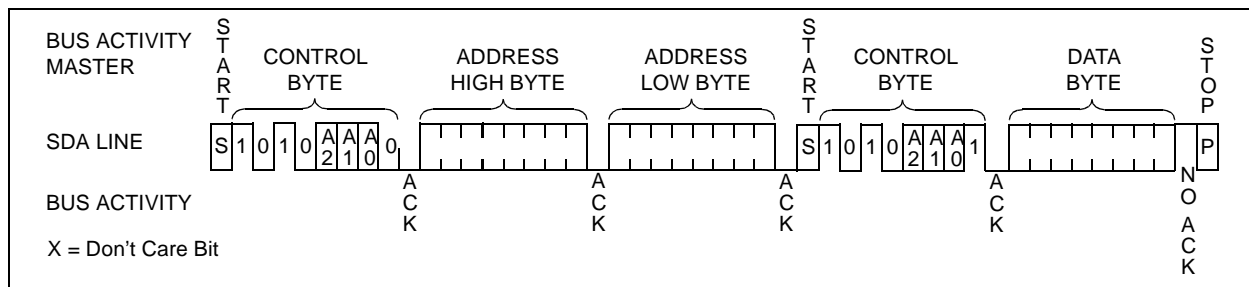 BUS ACTIVITY
MASTER
START
CONTROL
BYTE
ADDRESS
HIGH BYTE
ADDRESS
LOW BYTE
START
CONTROL
BYTE
DATA
BYTE
STOP
SDA LINE
S 1 0 1 0 A2 A1 A0 0
S 1 0 1 0 A2 A1 A0 1
P
BUS ACTIVITY
ACK
ACK
ACK
ACK
NO ACK
X = Don't Care Bit